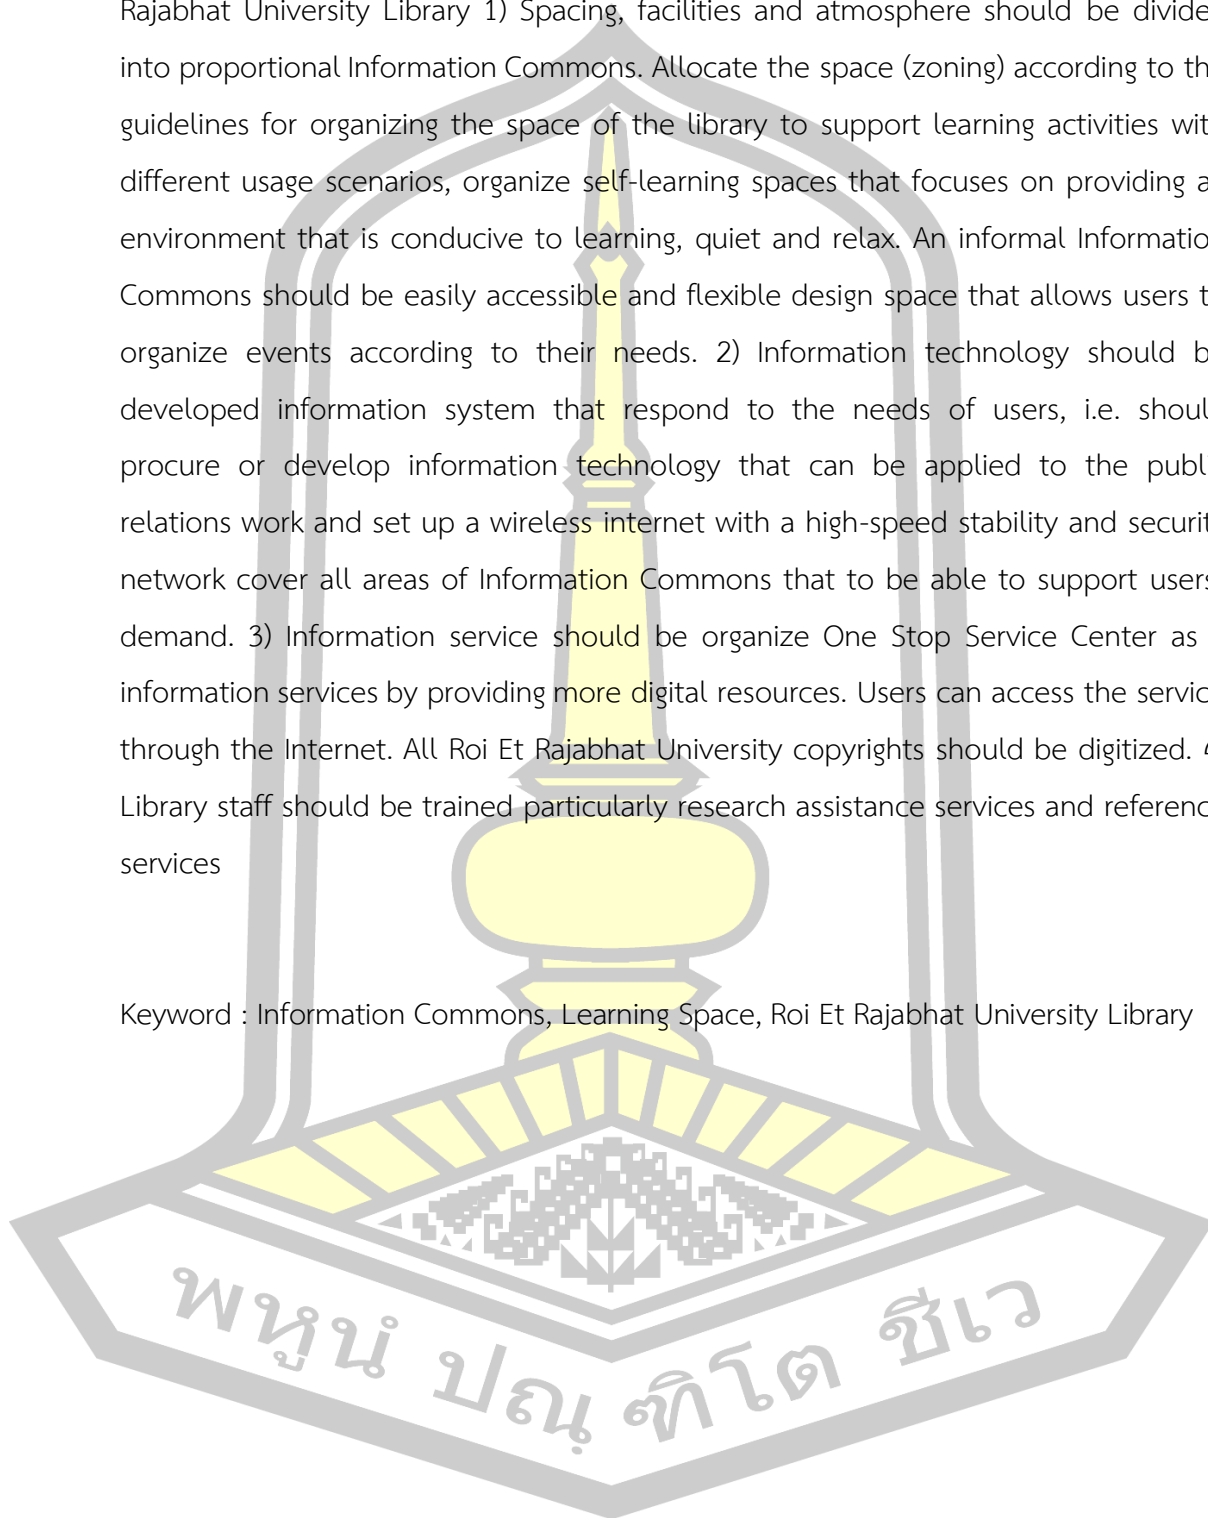 Rajabhat University Library 1) Spacing, facilities and atmosphere should be divide
into proportional Information Commons. Allocate the space (zoning) according to th
guidelines for organizing the space of the library to support learning activities wit
different usage scenarios, organize self-learning spaces that focuses on providing a
environment that is conducive to learning, quiet and relax. An informal Informatio
Commons should be easily accessible and flexible design space that allows users t
organize events according to their needs. 2) Information technology should b
developed information system that respond to the needs of users, i.e. shoul
procure or develop information technology that can be applied to the publi
relations work and set up a wireless internet with a high-speed stability and securit
network cover all areas of Information Commons that to be able to support users
demand. 3) Information service should be organize One Stop Service Center as
information services by providing more digital resources. Users can access the servic
through the Internet. All Roi Et Rajabhat University copyrights should be digitized. 4
Library staff should be trained particularly research assistance services and referenc
services
Keyword : Information Commons, Learning Space, Roi Et Rajabhat University Library
พหูนํ ปณฺฑิโต ชีเว